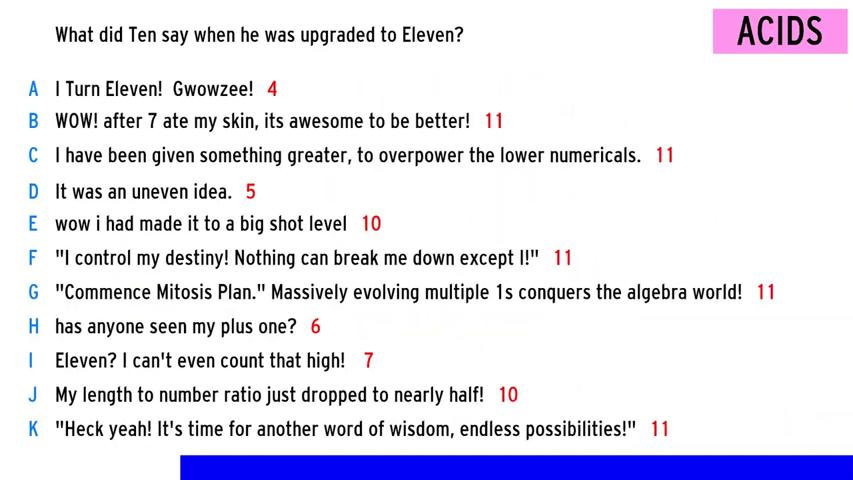 What did Ten say when he was upgraded to Eleven?
ACIDS
A I Turn Eleven! Gwowzee! 4
B WOW! after 7 ate my skin, its awesome to be better! 11
C I have been given something greater, to overpower the lower numericals. 11
D It was an uneven idea. 5
E wow i had made it to a big shot level 10
F "I control my destiny! Nothing can break me down except I!" 11
G "Commence Mitosis Plan." Massively evolving multiple 1s conquers the algebra world! 11
H has anyone seen my plus one? 6
I Eleven? I can't even count that high! 7
J My length to number ratio just dropped to nearly half! 10
K "Heck yeah! It's time for another word of wisdom, endless possibilities!" 11